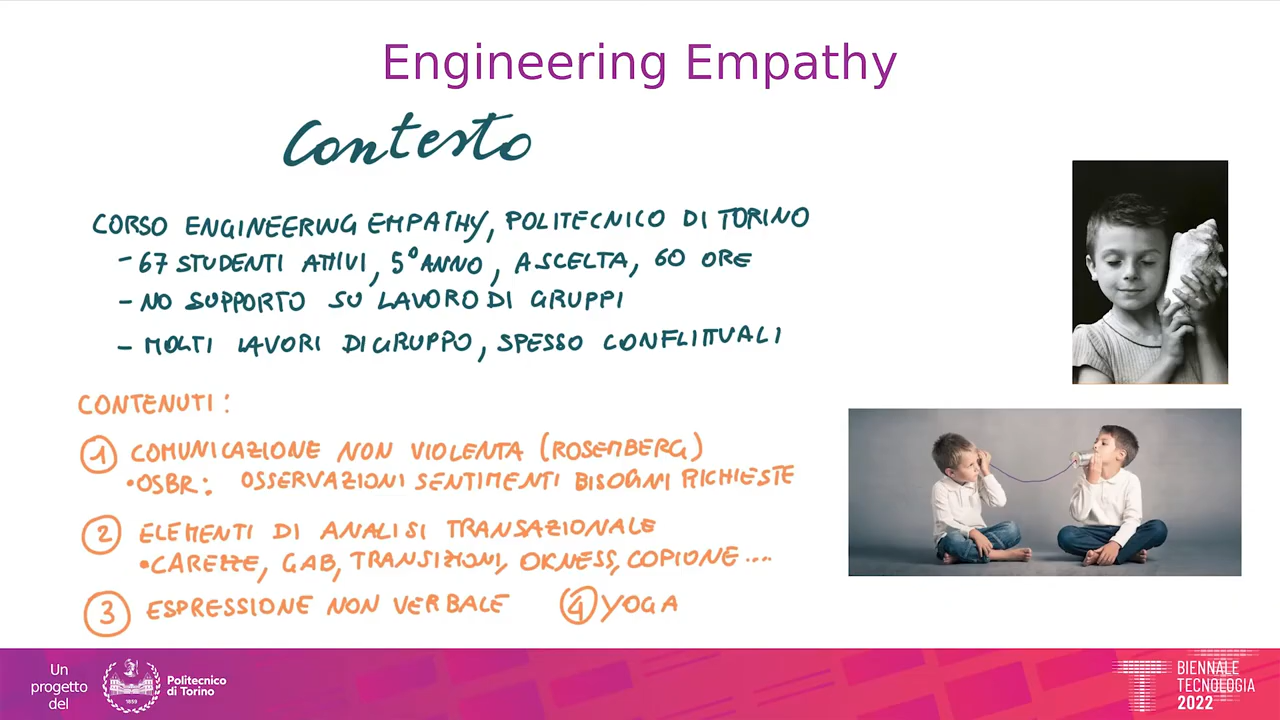 Engineering Empathy
Contesto
CORSO ENGINEERING EMPATHY, POLITECNICO DI TORINO
- 67 STUDENTI ATTIVI, 5° ANNO, A SCELTA, 60 ORE
- NO SUPPORTO SU LAVORO DI GRUPPI
- MOLTI LAVORI DI GRUPPO, SPESSO CONFLITTUALI
CONTENUTI:
1 COMUNICAZIONE NON VIOLENTA (ROSEMBERG)
• OSBR: OSSERVAZIONI SENTIMENTI BISOGNI RICHIESTE
2 ELEMENTI DI ANALISI TRANSAZIONALE
• CAREZZE, GAB, TRANSIZIONI, OKNESS, COPIONE ....
3 ESPRESSIONE NON VERBALE 4 YOGA
Un
progetto
del
Politecnico
di Torino
1859
T
BIENNALE
TECNOLOGIA
2022